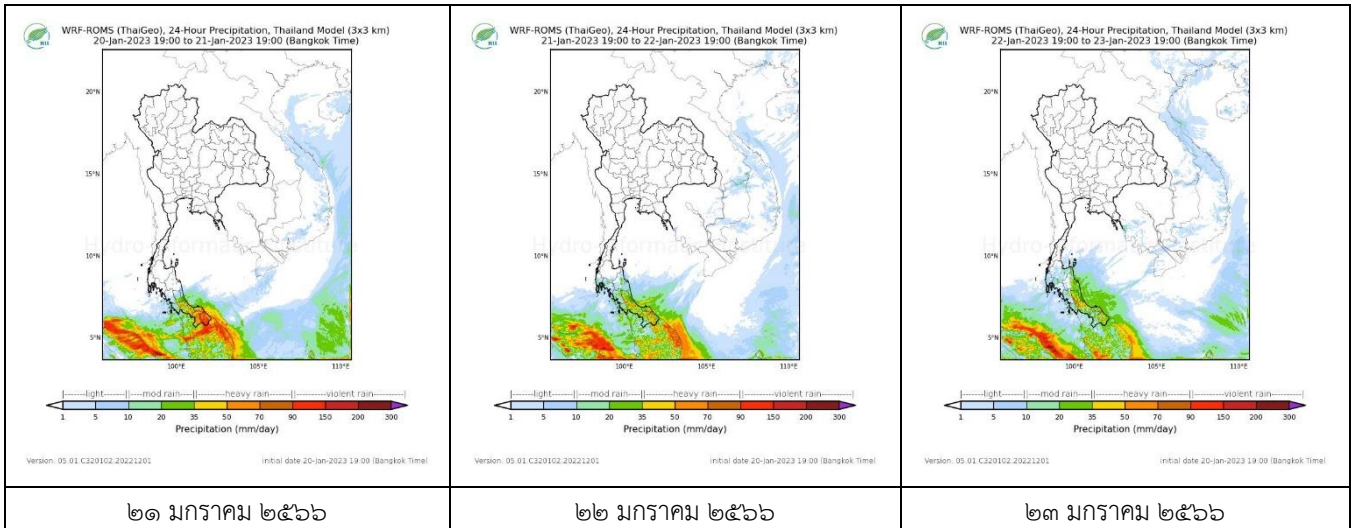 WRF-ROMS (ThaiGeo), 24-Hour Precipitation, Thailand Model (3x3 km)
20-Jan-2023 19:00 to 21-Jan-2023 19:00 (Bangkok Time)
20°N
15°N
10°N
5°N
100°E
105°E
110°E
|------light------||---mod rain---||------heavy rain------||------violent rain------|
1 5 10 20 35 50 70 90 150 200 300
Precipitation (mm/day)
Version: 05.01.C320102.20221201
initial date 20-Jan-2023 19:00 (Bangkok Time)
๒๑ มกราคม ๒๕๖๖
WRF-ROMS (ThaiGeo), 24-Hour Precipitation, Thailand Model (3x3 km)
21-Jan-2023 19:00 to 22-Jan-2023 19:00 (Bangkok Time)
20°N
15°N
10°N
5°N
100°E
105°E
110°E
|------light------||---mod rain---||------heavy rain------||------violent rain------|
1 5 10 20 35 50 70 90 150 200 300
Precipitation (mm/day)
Version: 05.01.C320102.20221201
initial date 20-Jan-2023 19:00 (Bangkok Time)
๒๒ มกราคม ๒๕๖๖
WRF-ROMS (ThaiGeo), 24-Hour Precipitation, Thailand Model (3x3 km)
22-Jan-2023 19:00 to 23-Jan-2023 19:00 (Bangkok Time)
20°N
15°N
10°N
5°N
100°E
105°E
110°E
|------light------||---mod rain---||------heavy rain------||------violent rain------|
1 5 10 20 35 50 70 90 150 200 300
Precipitation (mm/day)
Version: 05.01.C320102.20221201
initial date 20-Jan-2023 19:00 (Bangkok Time)
๒๓ มกราคม ๒๕๖๖